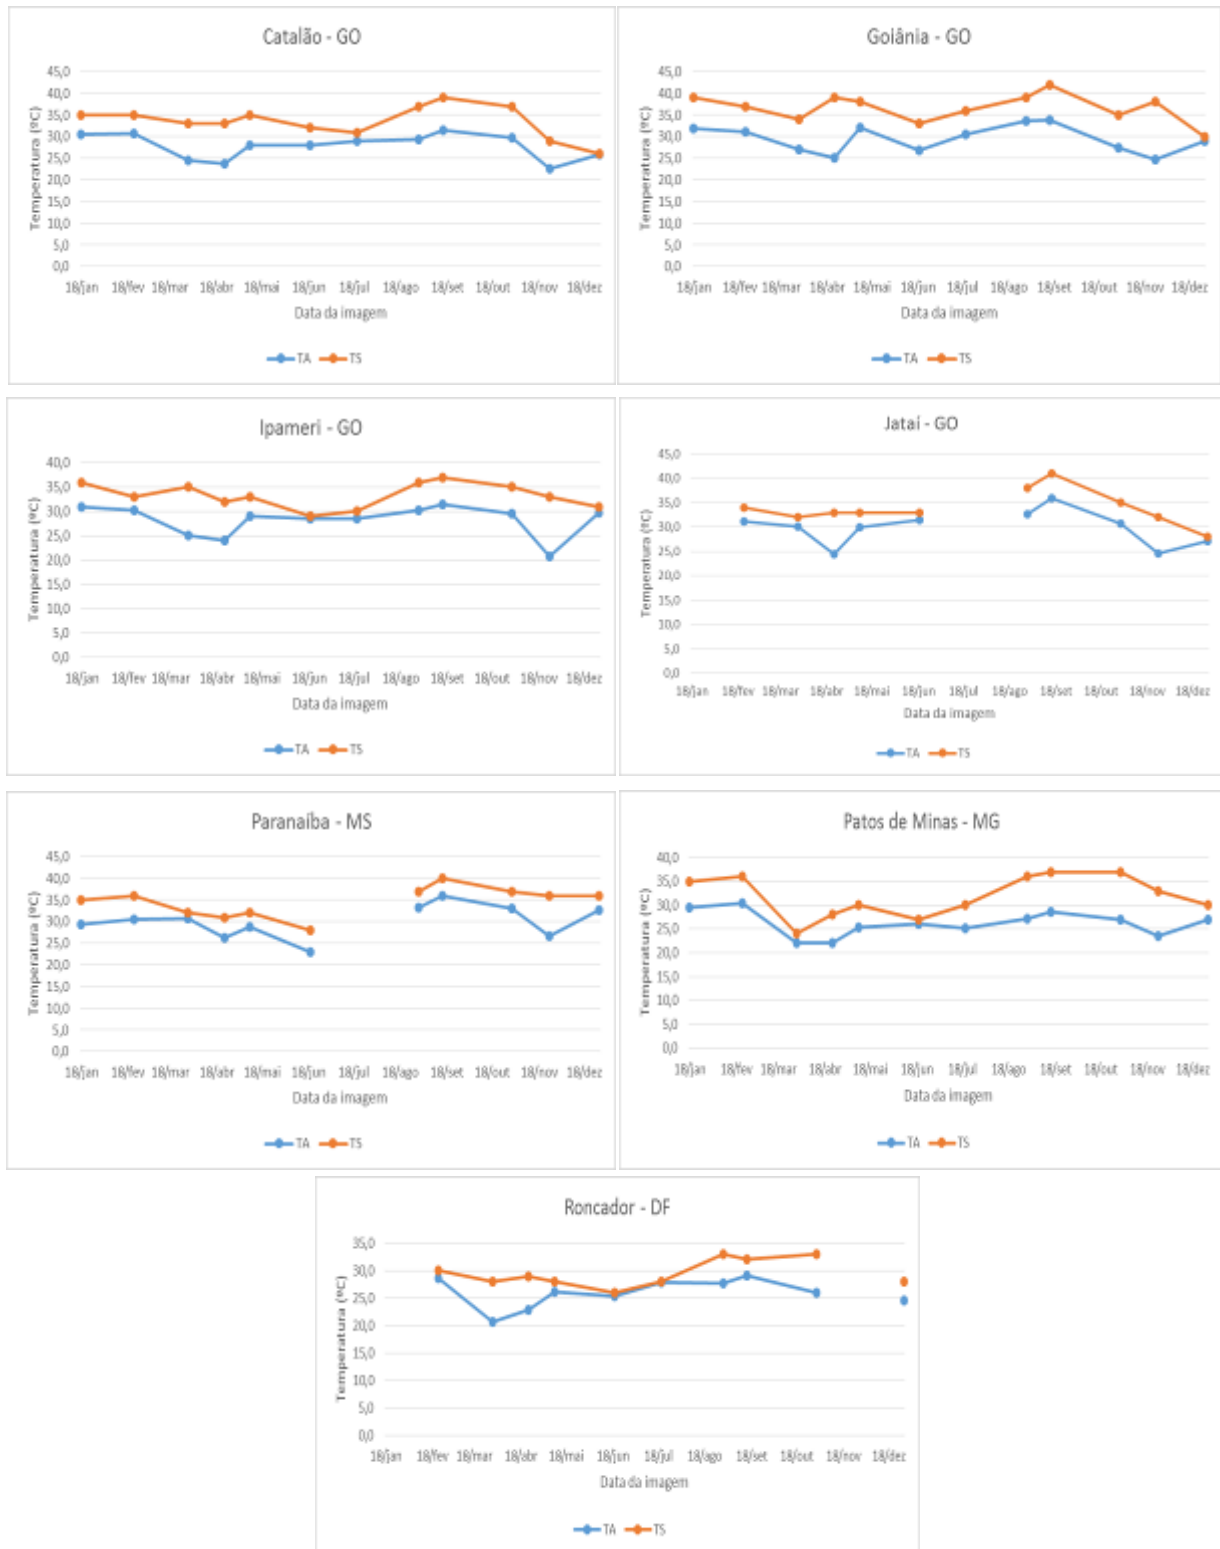 Catalão - GO
45,0
40,0
35,0
30,0
25,0
20,0
15,0
10,0
5,0
0,0
Temperatura (ºC)
18/jan 18/fev 18/mar 18/abr 18/mai 18/jun 18/jul 18/ago 18/set 18/out 18/nov 18/dez
Data da imagem
TA TS
Goiânia - GO
45,0
40,0
35,0
30,0
25,0
20,0
15,0
10,0
5,0
0,0
Temperatura (ºC)
18/jan 18/fev 18/mar 18/abr 18/mai 18/jun 18/jul 18/ago 18/set 18/out 18/nov 18/dez
Data da imagem
TA TS
Ipameri - GO
40,0
35,0
30,0
25,0
20,0
15,0
10,0
5,0
0,0
Temperatura (ºC)
18/jan 18/fev 18/mar 18/abr 18/mai 18/jun 18/jul 18/ago 18/set 18/out 18/nov 18/dez
Data da imagem
TA TS
Jataí - GO
45,0
40,0
35,0
30,0
25,0
20,0
15,0
10,0
5,0
0,0
Temperatura (ºC)
18/jan 18/fev 18/mar 18/abr 18/mai 18/jun 18/jul 18/ago 18/set 18/out 18/nov 18/dez
Data da imagem
TA TS
Paranaíba - MS
45,0
40,0
35,0
30,0
25,0
20,0
15,0
10,0
5,0
0,0
Temperatura (ºC)
18/jan 18/fev 18/mar 18/abr 18/mai 18/jun 18/jul 18/ago 18/set 18/out 18/nov 18/dez
Data da imagem
TA TS
Patos de Minas - MG
40,0
35,0
30,0
25,0
20,0
15,0
10,0
5,0
0,0
Temperatura (ºC)
18/jan 18/fev 18/mar 18/abr 18/mai 18/jun 18/jul 18/ago 18/set 18/out 18/nov 18/dez
Data da imagem
TA TS
Roncador - DF
35,0
30,0
25,0
20,0
15,0
10,0
5,0
0,0
Temperatura (ºC)
18/jan 18/fev 18/mar 18/abr 18/mai 18/jun 18/jul 18/ago 18/set 18/out 18/nov 18/dez
Data da imagem
TA TS